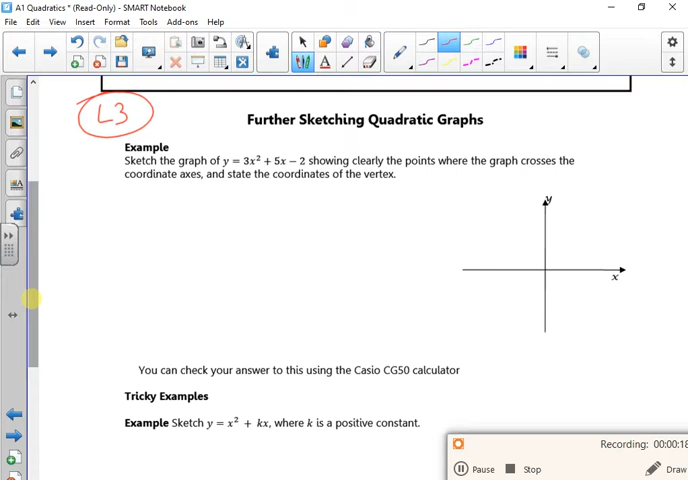 A1 Quadratics * (Read-Only) - SMART Notebook
File Edit View Insert Format Tools Add-ons Help
L3
Further Sketching Quadratic Graphs
Example
Sketch the graph of y = 3x² + 5x − 2 showing clearly the points where the graph crosses the
coordinate axes, and state the coordinates of the vertex.
y
x
You can check your answer to this using the Casio CG50 calculator
Tricky Examples
Example Sketch y = x² + kx, where k is a positive constant.
Recording: 00:00:18
Pause Stop Draw